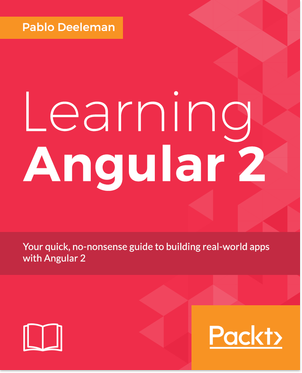 Pablo Deeleman
Learning
Angular 2
Your quick, no-nonsense guide to building real-world apps
with Angular 2
Packt>